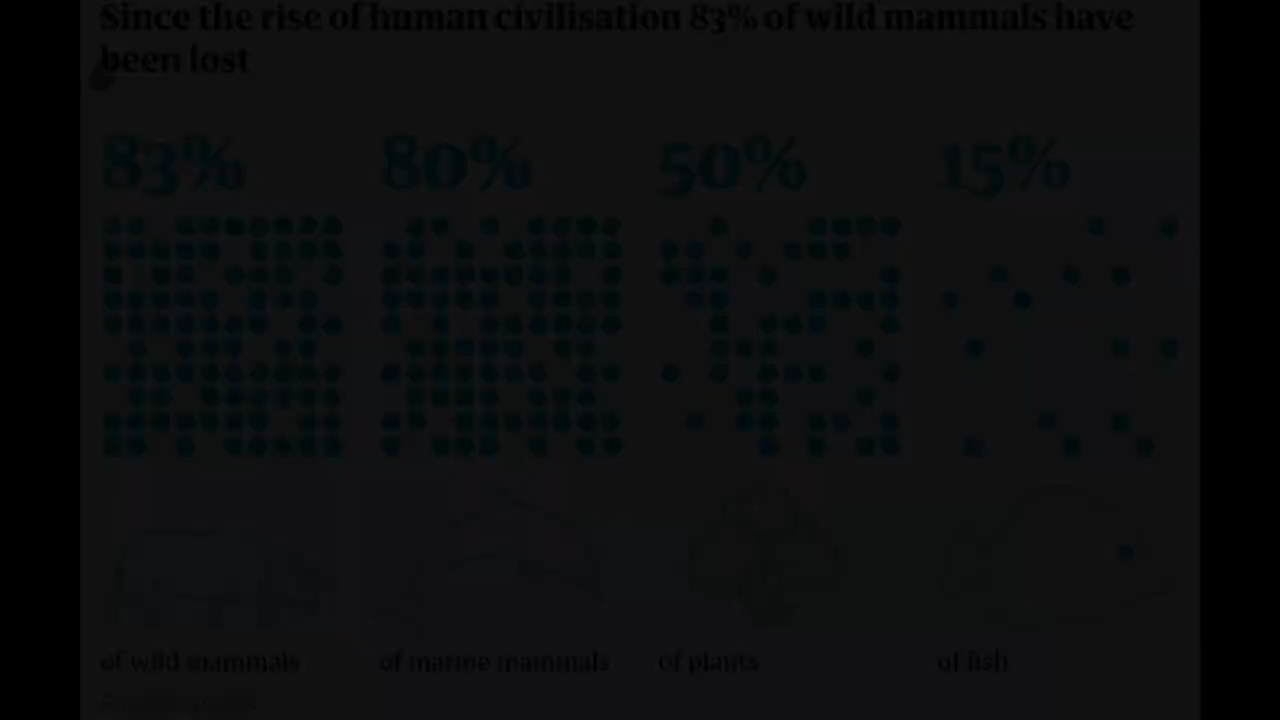 Since the rise of human civilisation 83% of wild mammals have
been lost
83% 80% 50% 15%
of wild mammals of marine mammals of plants of fish